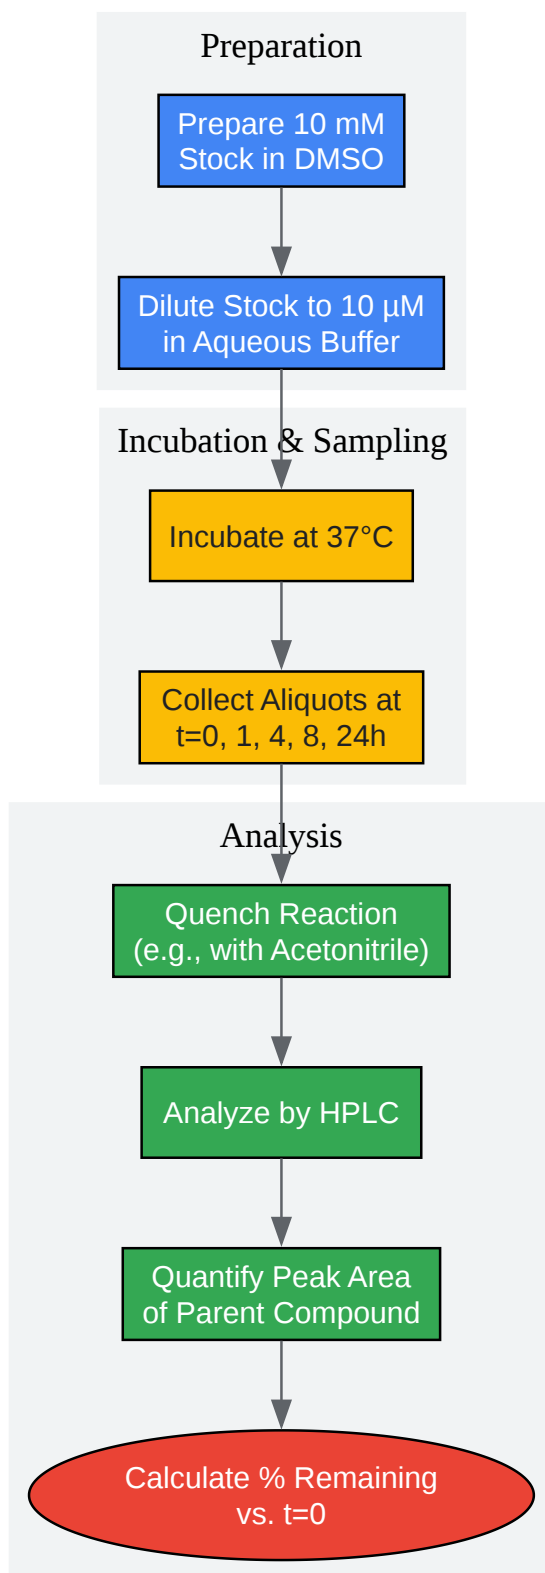 Preparation
Prepare 10 mM
Stock in DMSO
Dilute Stock to 10 µM
in Aqueous Buffer
Incubation & Sampling
Incubate at 37°C
Collect Aliquots at
t=0, 1, 4, 8, 24h
Analysis
Quench Reaction
(e.g., with Acetonitrile)
Analyze by HPLC
Quantify Peak Area
of Parent Compound
Calculate % Remaining
vs. t=0